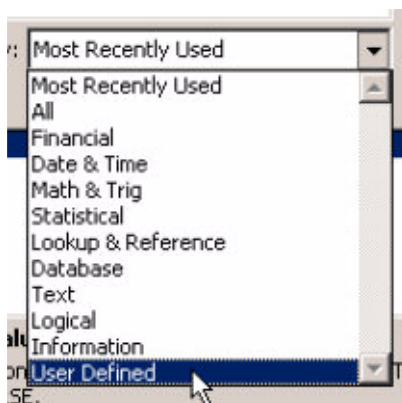 y: Most Recently Used
Most Recently Used
All
Financial
Date & Time
Math & Trig
Statistical
Lookup & Reference
Database
Text
Logical
Information
User Defined
SE.